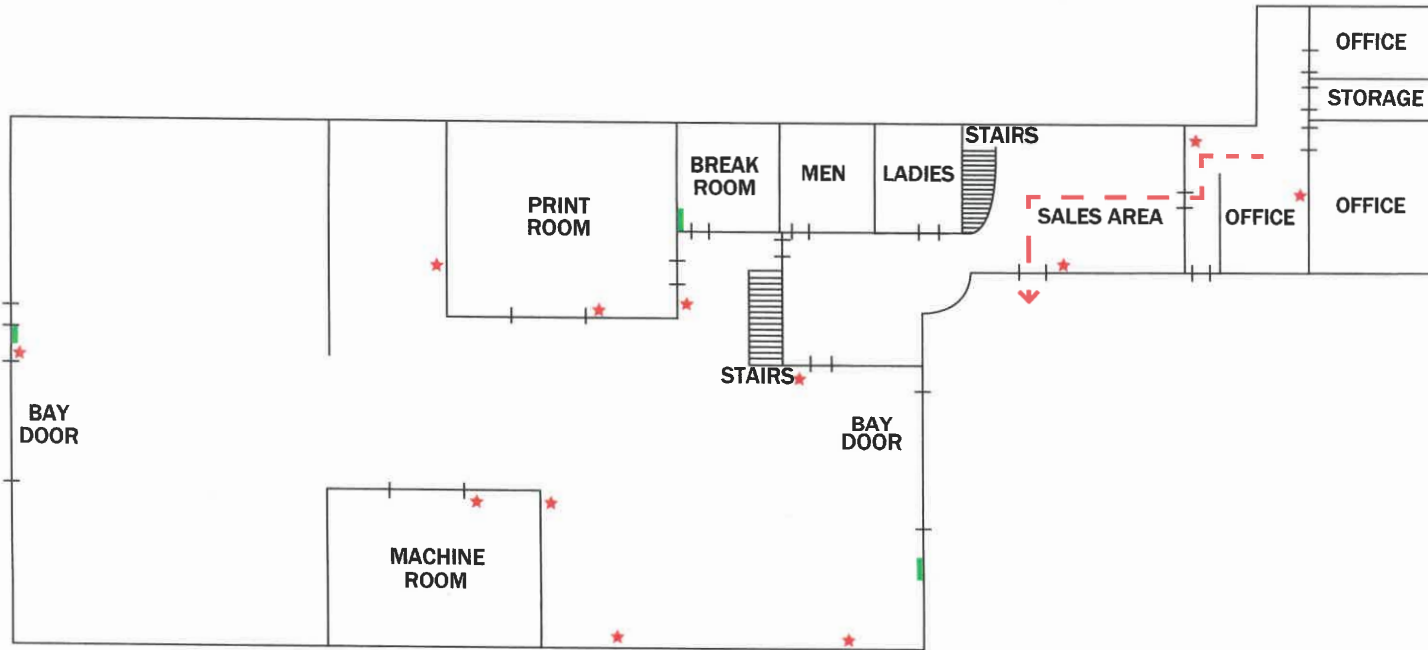 OFFICE
STORAGE
STAIRS
BREAK
ROOM
MEN
LADIES
PRINT
ROOM
SALES AREA
OFFICE
OFFICE
STAIRS
BAY
DOOR
BAY
DOOR
MACHINE
ROOM